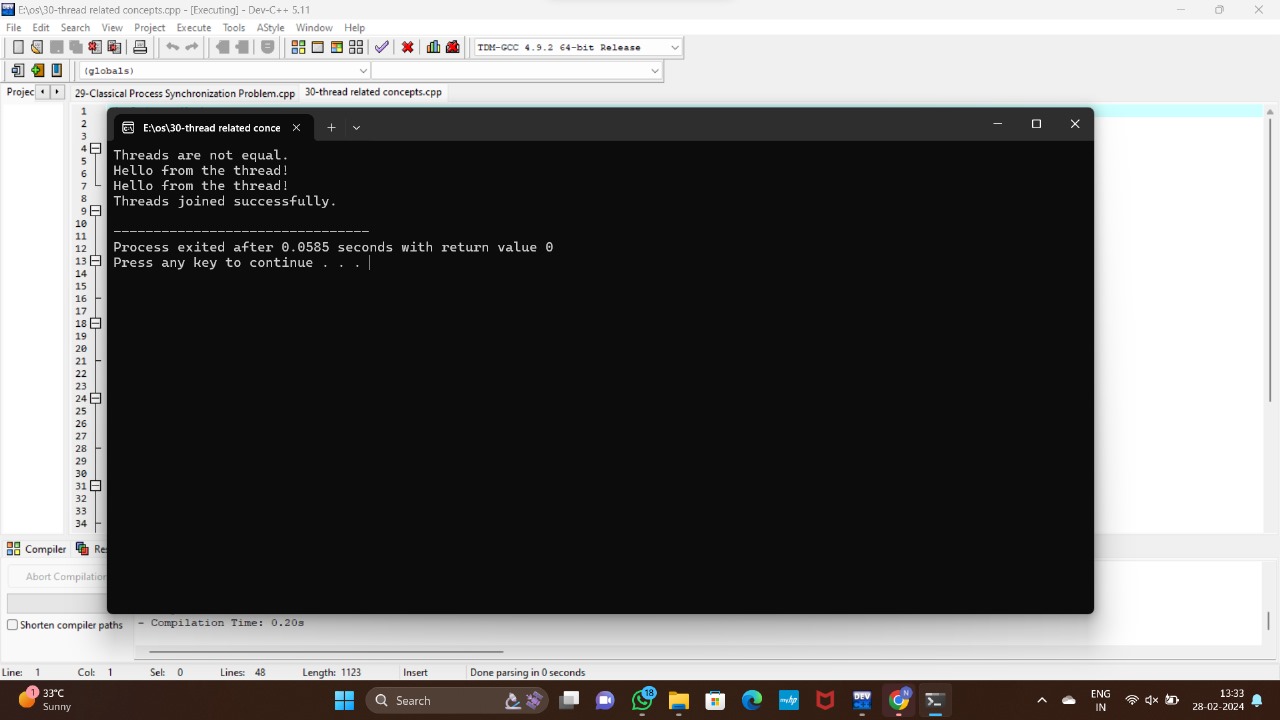 E:\os\30-thread related concepts.cpp - [Executing] - Dev-C++ 5.11
File Edit Search View Project Execute Tools AStyle Window Help
TDM-GCC 4.9.2 64-bit Release
(globals)
Projec 29-Classical Process Synchronization Problem.cpp 30-thread related concepts.cpp
1
2
3
4
5
6
7
8
9
10
11
12
13
14
15
16
17
18
19
20
21
22
23
24
25
26
27
28
29
30
31
32
33
34
E:\os\30-thread related conce
Threads are not equal.
Hello from the thread!
Hello from the thread!
Threads joined successfully.
--------------------------------
Process exited after 0.0585 seconds with return value 0
Press any key to continue . . .
Compiler Res
Abort Compilation
Shorten compiler paths
- Compilation Time: 0.20s
Line: 1 Col: 1 Sel: 0 Lines: 48 Length: 1123 Insert Done parsing in 0 seconds
1 33°C
Sunny
Search
18
DEV
N
ENG
IN
13:33
28-02-2024